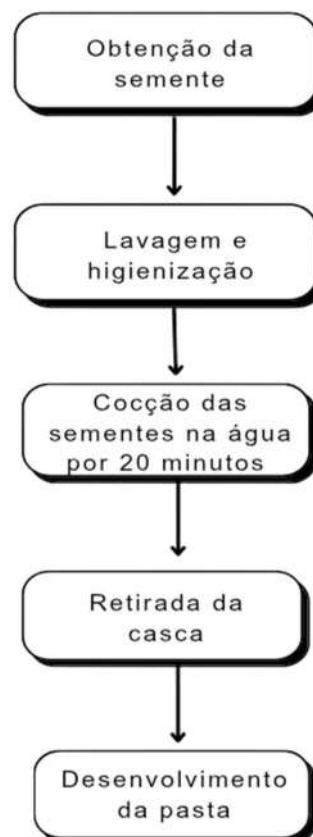 Obtenção da
semente
Lavagem e
higienização
Cocção das
sementes na água
por 20 minutos
Retirada da
casca
Desenvolvimento
da pasta